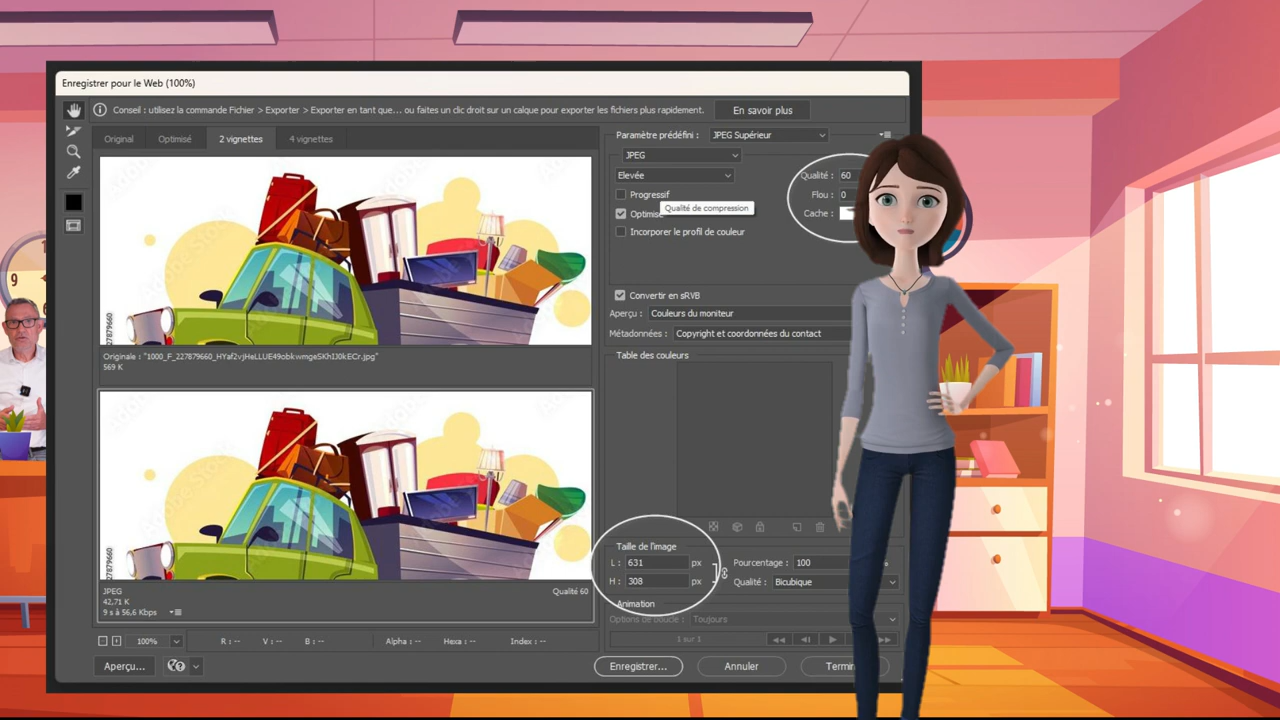 Enregistrer pour le Web (100%)
Conseil : utilisez la commande Fichier > Exporter > Exporter en tant que... ou faites un clic droit sur un calque pour exporter les fichiers plus rapidement.
En savoir plus
Original
Optimisé
2 vignettes
4 vignettes
Paramètre prédéfini : JPEG Supérieur
JPEG
Elevée
Qualité : 60
Progressif
Flou : 0
Qualité de compression
Optimisé
Cache :
Incorporer le profil de couleur
Convertir en sRVB
Aperçu : Couleurs du moniteur
Métadonnées : Copyright et coordonnées du contact
Table des couleurs
27879660
Originale : "1000_F_227879660_HYaf2vjHeLLUE49obkwmgeSKh1J0kECr.jpg"
569 K
27879660
JPEG
42,71 K
9 s à 56,6 Kbps
Qualité 60
Taille de l'image
L : 631 px
H : 308 px
Pourcentage : 100
Qualité : Bicubique
Animation
Options de boucle : Toujours
1 sur 1
100%
R : --
V : --
B : --
Alpha : --
Hexa : --
Index : --
Aperçu...
Enregistrer...
Annuler
Termin
9